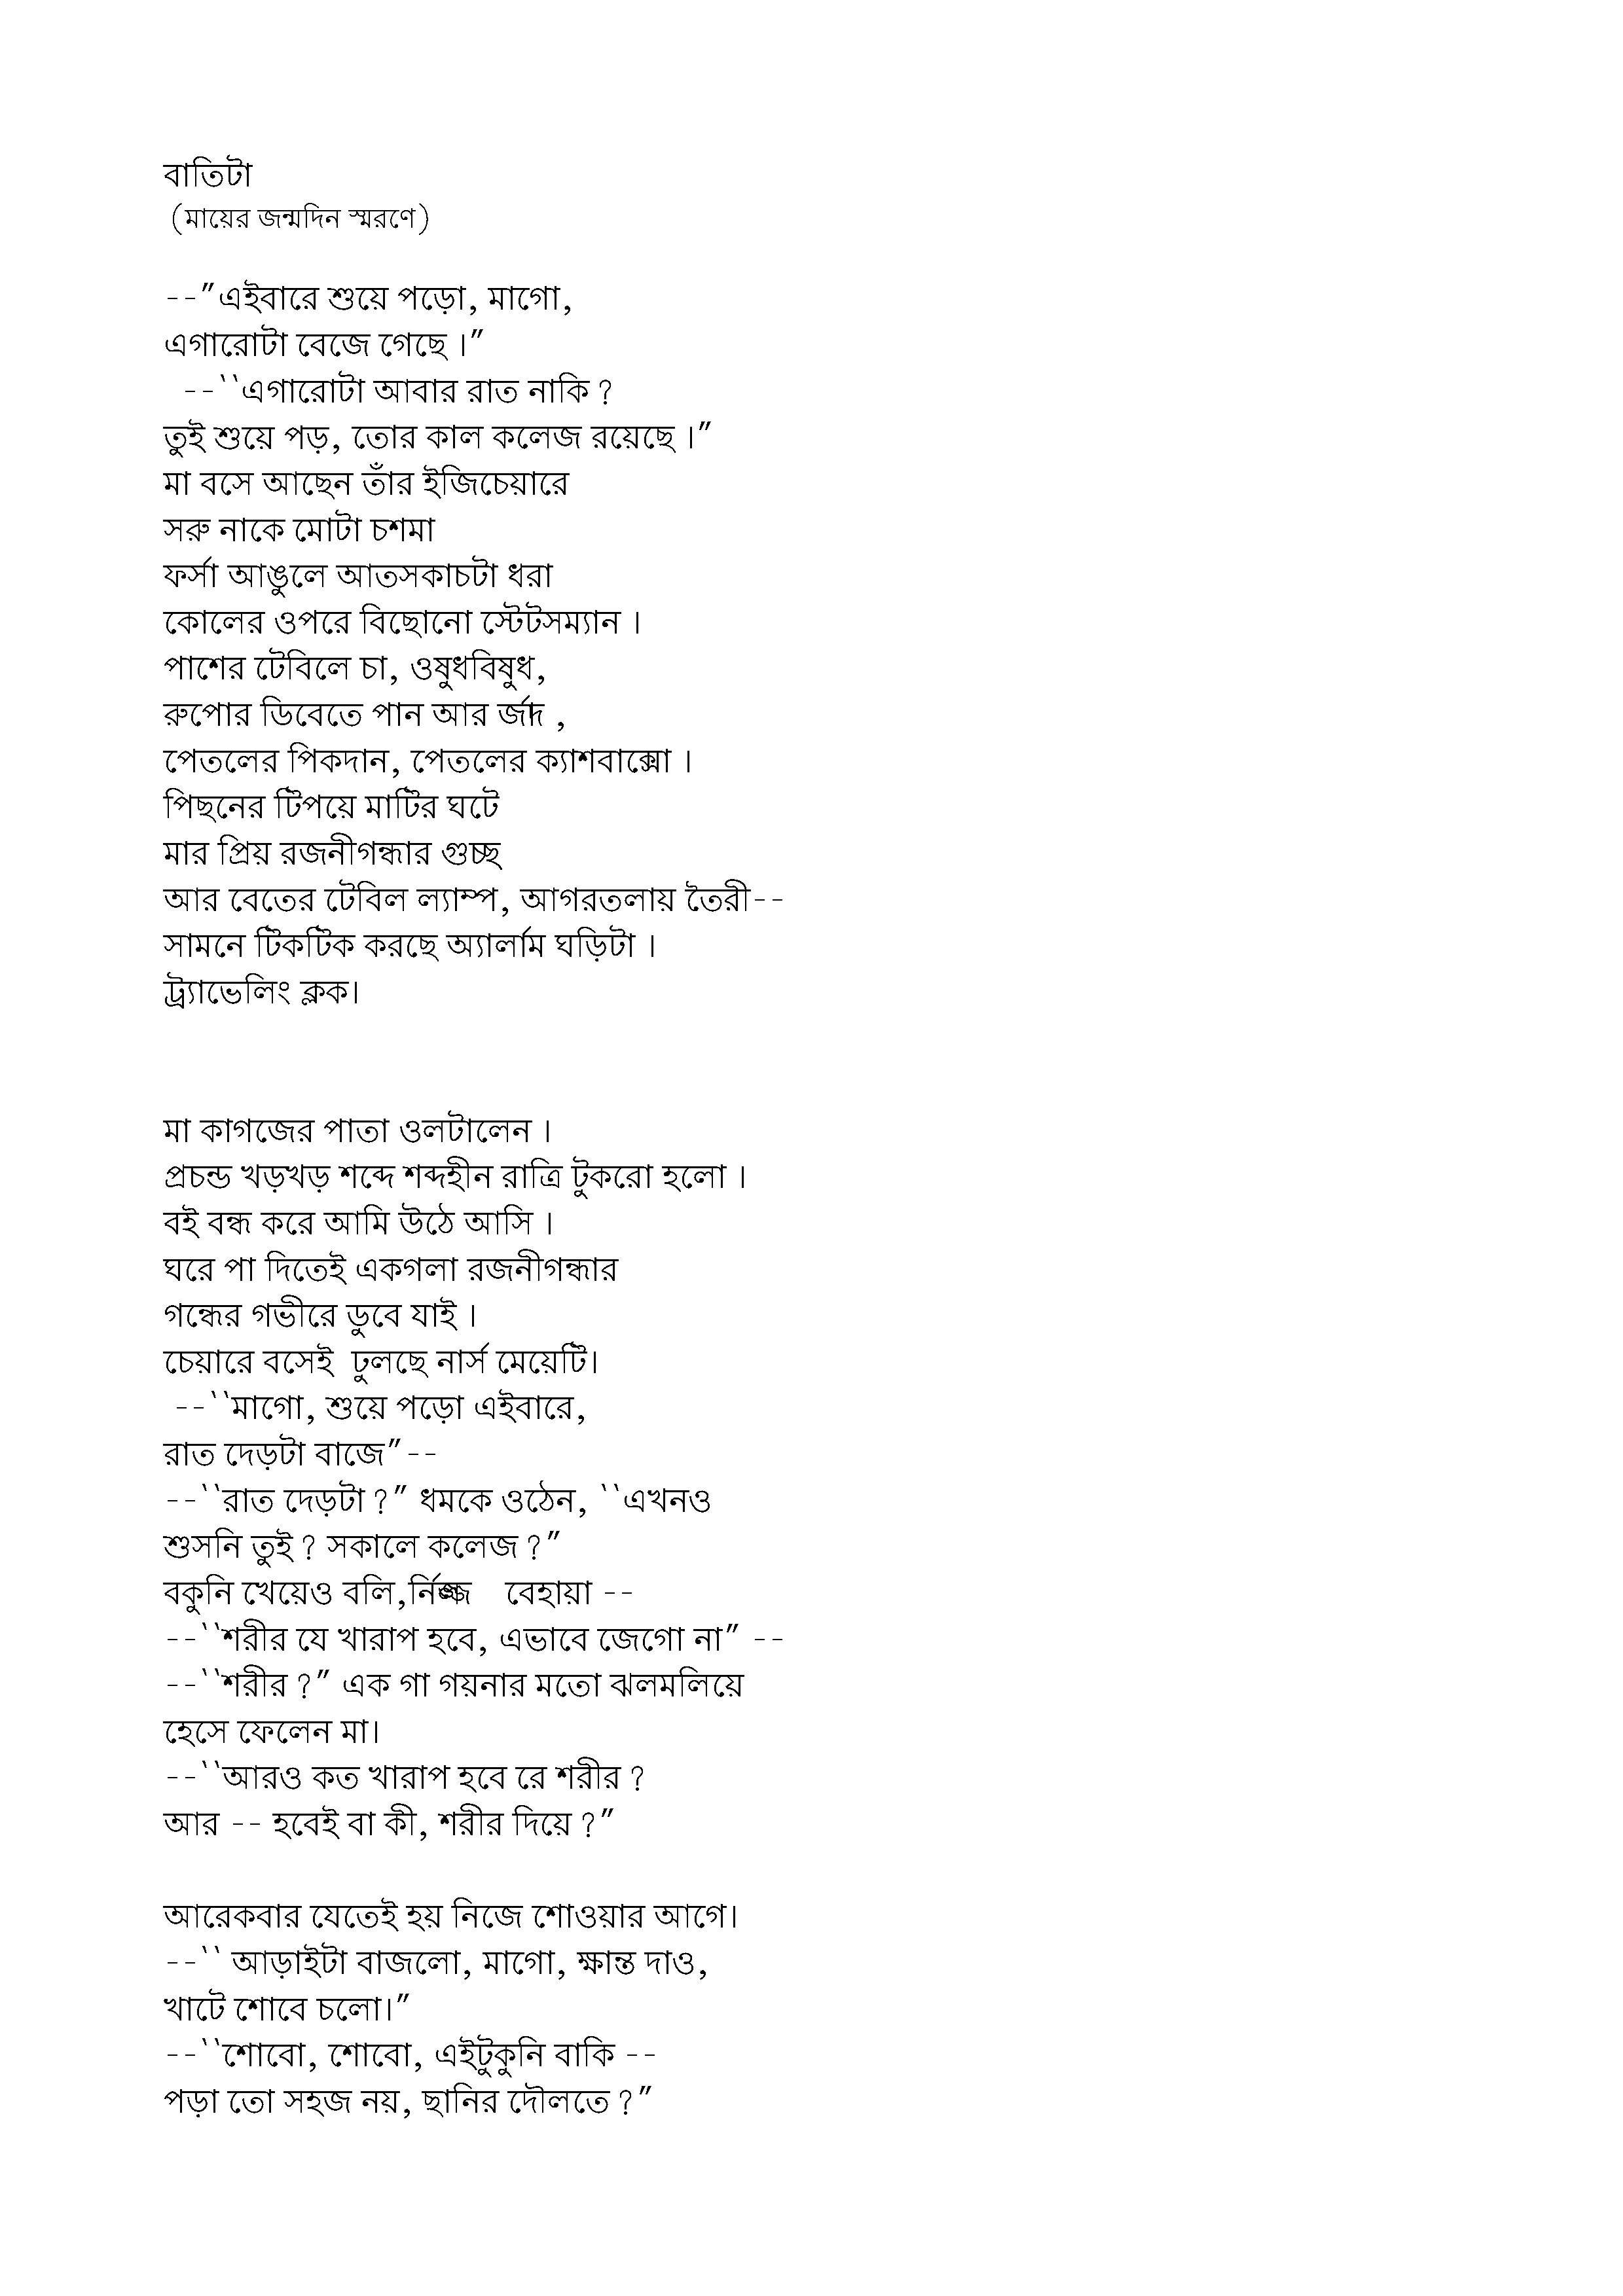 বাতিটা
(মায়ের জন্মদিন স্মরণে)
--"এইবারে শুয়ে পড়ো, মাগো,
এগারোটা বেজে গেছে ।"
--``এগারোটা আবার রাত নাকি ?
তুই শুয়ে পড়, তোর কাল কলেজ রয়েছে ।"
মা বসে আছেন তাঁর ইজিচেয়ারে
সরু নাকে মোটা চশমা
ফর্সা আঙুলে আতসকাচটা ধরা
কোলের ওপরে বিছোনো স্টেটসম্যান ।
পাশের টেবিলে চা, ওষুধবিষুধ,
রুপোর ডিবেতে পান আর জর্দা ,
পেতলের পিকদান, পেতলের ক্যাশবাক্সো ।
পিছনের টিপয়ে মাটির ঘটে
মার প্রিয় রজনীগন্ধার গুচ্ছ
আর বেতের টেবিল ল্যাম্প, আগরতলায় তৈরী--
সামনে টিকটিক করছে অ্যালার্ম ঘড়িটা ।
ট্র্যাভেলিং ক্লক।
মা কাগজের পাতা ওলটালেন ।
প্রচন্ড খড়খড় শব্দে শব্দহীন রাত্রি টুকরো হলো ।
বই বন্ধ করে আমি উঠে আসি ।
ঘরে পা দিতেই একগলা রজনীগন্ধার
গন্ধের গভীরে ডুবে যাই ।
চেয়ারে বসেই ঢুলছে নার্স মেয়েটি।
--``মাগো, শুয়ে পড়ো এইবারে,
রাত দেড়টা বাজে"--
--``রাত দেড়টা ?" ধমকে ওঠেন, ``এখনও
শুসনি তুই ? সকালে কলেজ ?"
বকুনি খেয়েও বলি,নির্লজ্জ বেহায়া --
--``শরীর যে খারাপ হবে, এভাবে জেগো না" --
--``শরীর ?" এক গা গয়নার মতো ঝলমলিয়ে
হেসে ফেলেন মা।
--``আরও কত খারাপ হবে রে শরীর ?
আর -- হবেই বা কী, শরীর দিয়ে ?"
আরেকবার যেতেই হয় নিজে শোওয়ার আগে।
--`` আড়াইটা বাজলো, মাগো, ক্ষান্ত দাও,
খাটে শোবে চলো।"
--``শোবো, শোবো, এইটুকুনি বাকি --
পড়া তো সহজ নয়, ছানির দৌলতে ?"